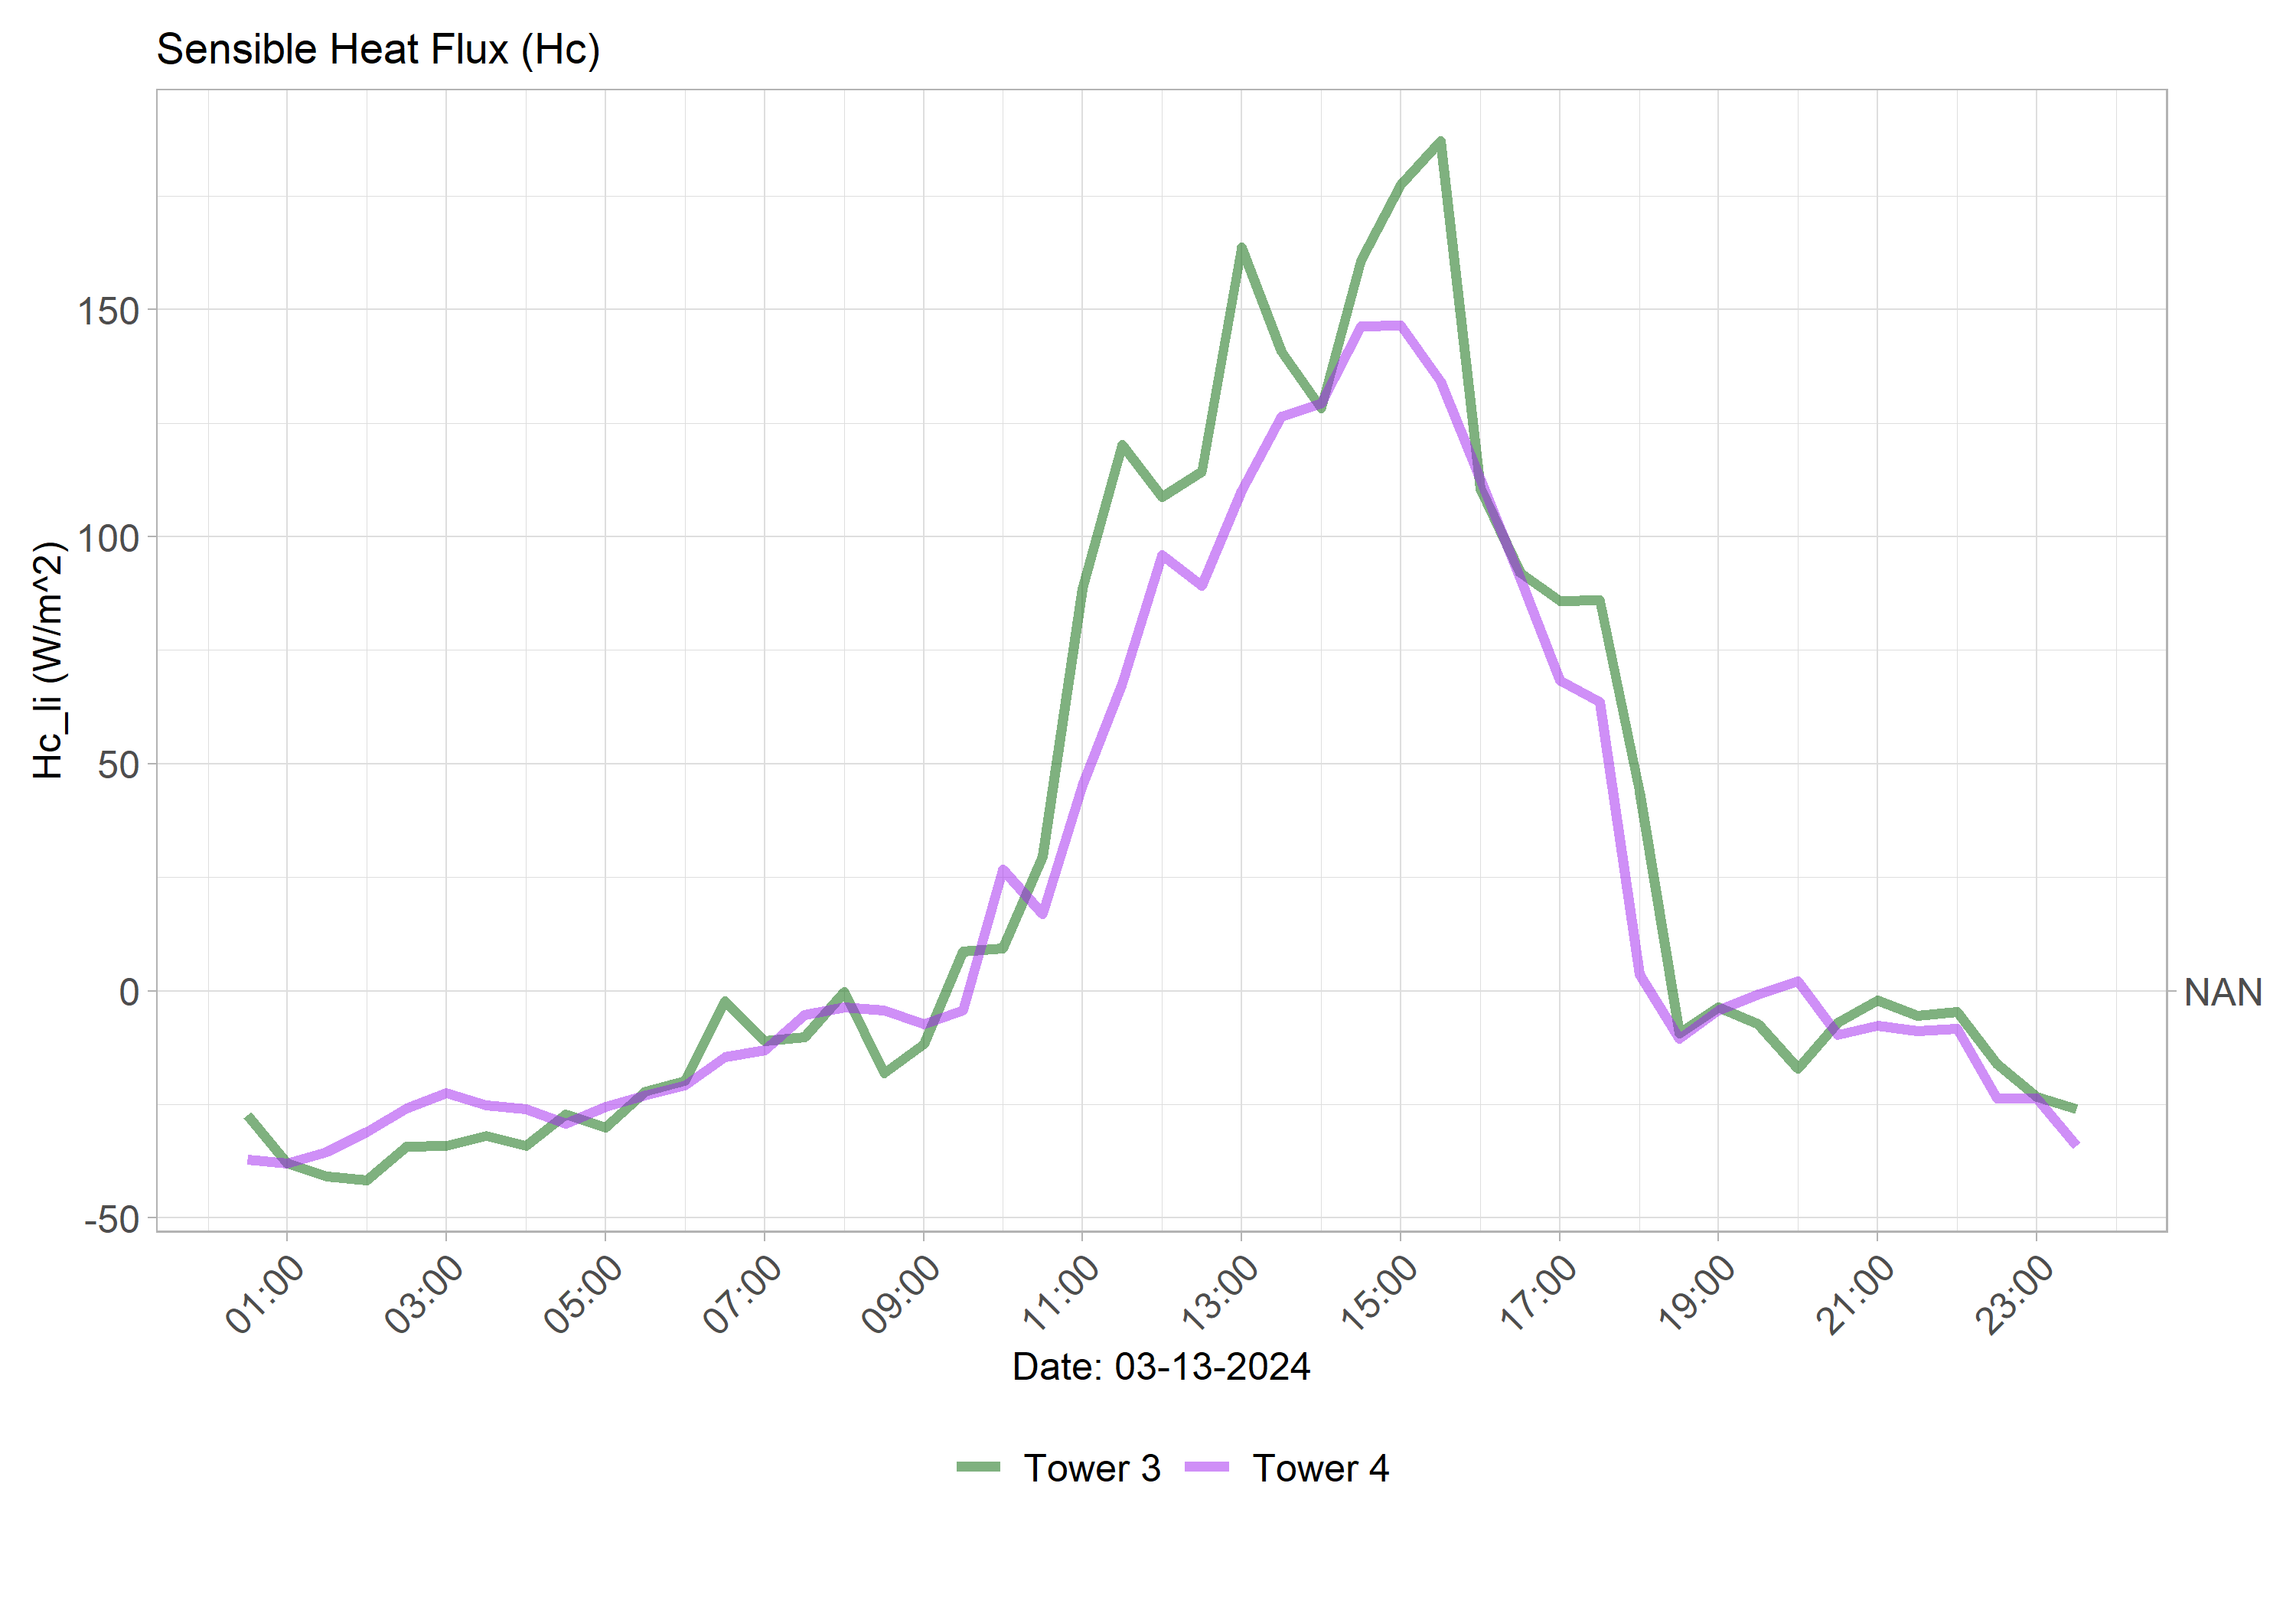 Sensible Heat Flux (Hc)
Hc_li (W/m^2)
150
100
50
0
-50
NAN
01:00
03:00
05:00
07:00
09:00
11:00
13:00
15:00
17:00
19:00
21:00
23:00
Date: 03-13-2024
Tower 3
Tower 4